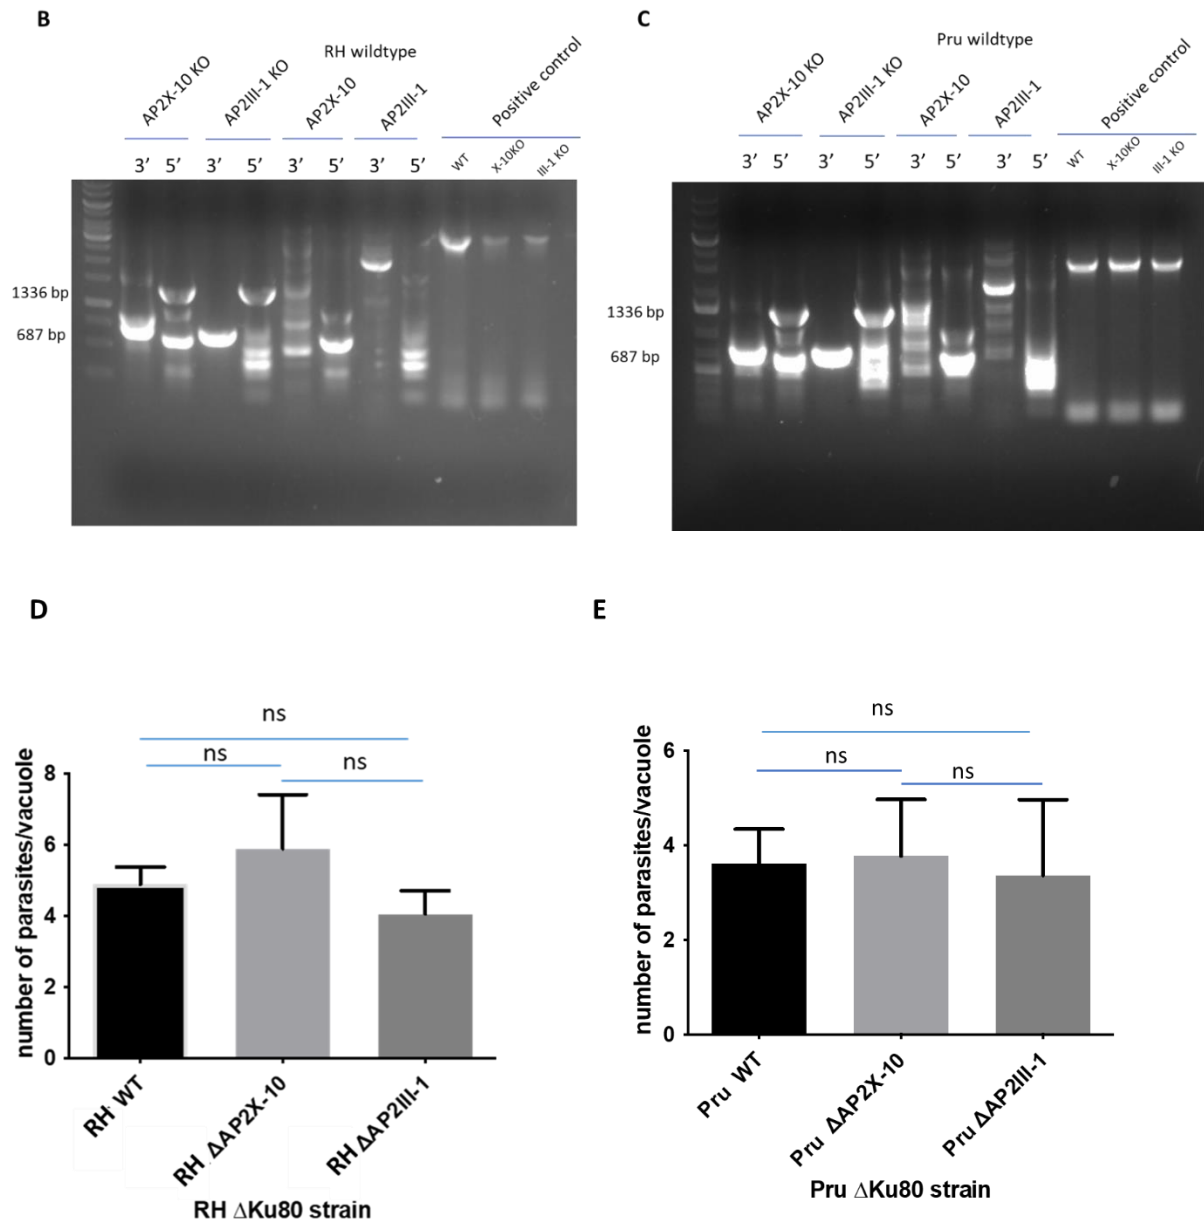 B
RH wildtype
AP2X-10 KO
AP2III-1 KO
AP2X-10
AP2III-1
Positive control
3’ 5’ 3’ 5’ 3’ 3’ 5’ WT X-10KO III-1 KO
1336 bp
687 bp
C
Pru wildtype
AP2X-10 KO
AP2III-1 KO
AP2X-10
AP2III-1
Positive control
3’ 5’ 3’ 5’ 3’ 5’ 3’ 5’ WT X-10KO III-1 KO
1336 bp
687 bp
D
ns
ns
ns
number of parasites/vacuole
8
6
4
2
0
RH WT
RH ΔAP2X-10
RH ΔAP2III-1
RH ΔKu80 strain
E
ns
ns
ns
number of parasites/vacuole
6
4
2
0
Pru WT
Pru ΔAP2X-10
Pru ΔAP2III-1
Pru ΔKu80 strain